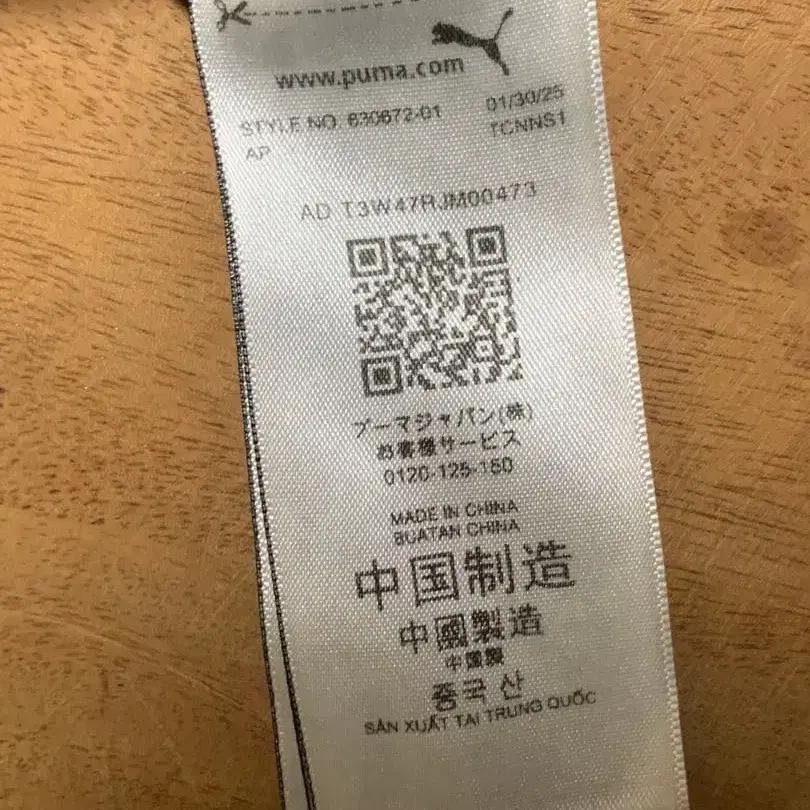 www.puma.com
STYLE NO. 630672-01 01/30/25
AP TCNNS1
AD T3W47RJM00473
プーマジャパン(株)
お客様サービス
0120-125-150
MADE IN CHINA
BUATAN CHINA
中国制造
中國製造
中国製
중국 산
SẢN XUẤT TẠI TRUNG QUỐC